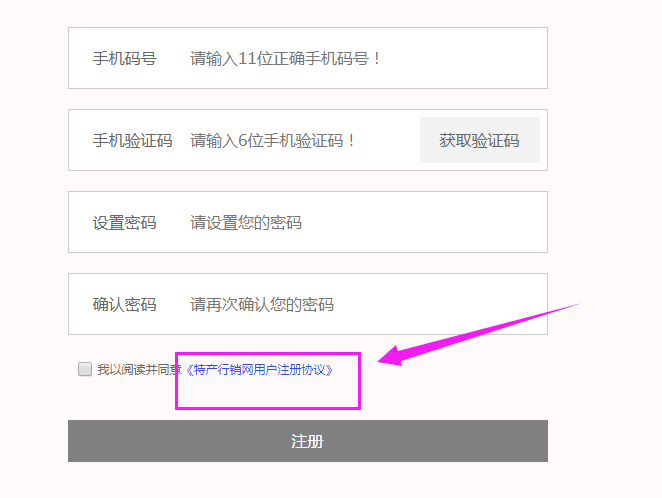 手机码号 请输入11位正确手机码号！
手机验证码 请输入6位手机验证码！ 获取验证码
设置密码 请设置您的密码
确认密码 请再次确认您的密码
我以阅读并同意《特产行销网用户注册协议》
注册